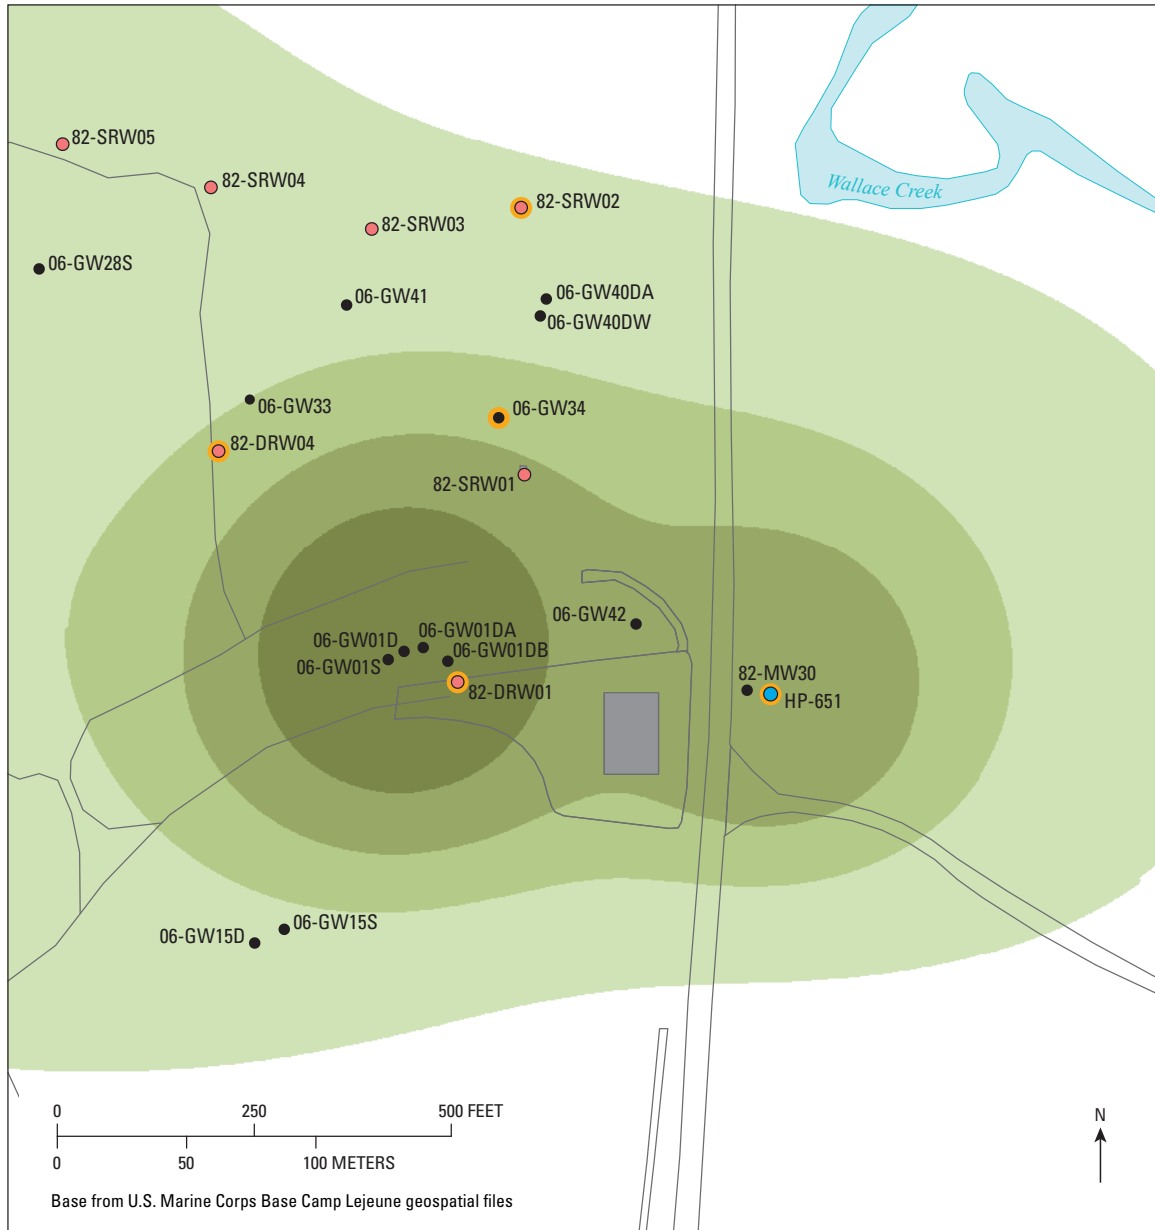 82-SRW05
82-SRW04
Wallace Creek
82-SRW02
82-SRW03
06-GW28S
06-GW40DA
06-GW41
06-GW40DW
06-GW33
06-GW34
82-DRW04
82-SRW01
06-GW42
06-GW01DA
06-GW01D
06-GW01DB
06-GW01S
82-MW30
82-DRW01
HP-651
06-GW15S
06-GW15D
0 250 500 FEET
0 50 100 METERS
N
Base from U.S. Marine Corps Base Camp Lejeune geospatial files